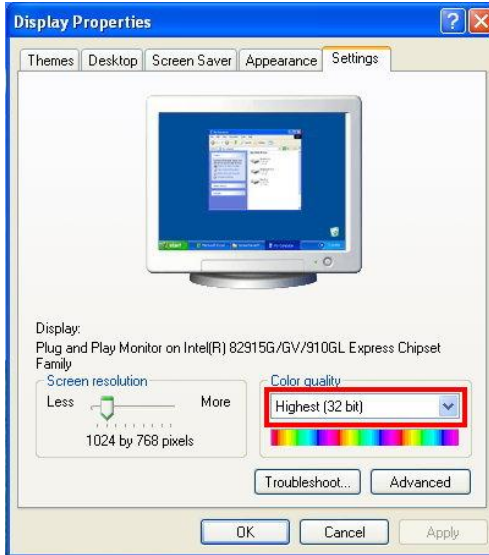 Display Properties
Themes Desktop Screen Saver Appearance Settings
Display:
Plug and Play Monitor on Intel(R) 82915G/GV/910GL Express Chipset
Family
Screen resolution
Less More
1024 by 768 pixels
Color quality
Highest (32 bit)
Troubleshoot... Advanced
OK Cancel Apply